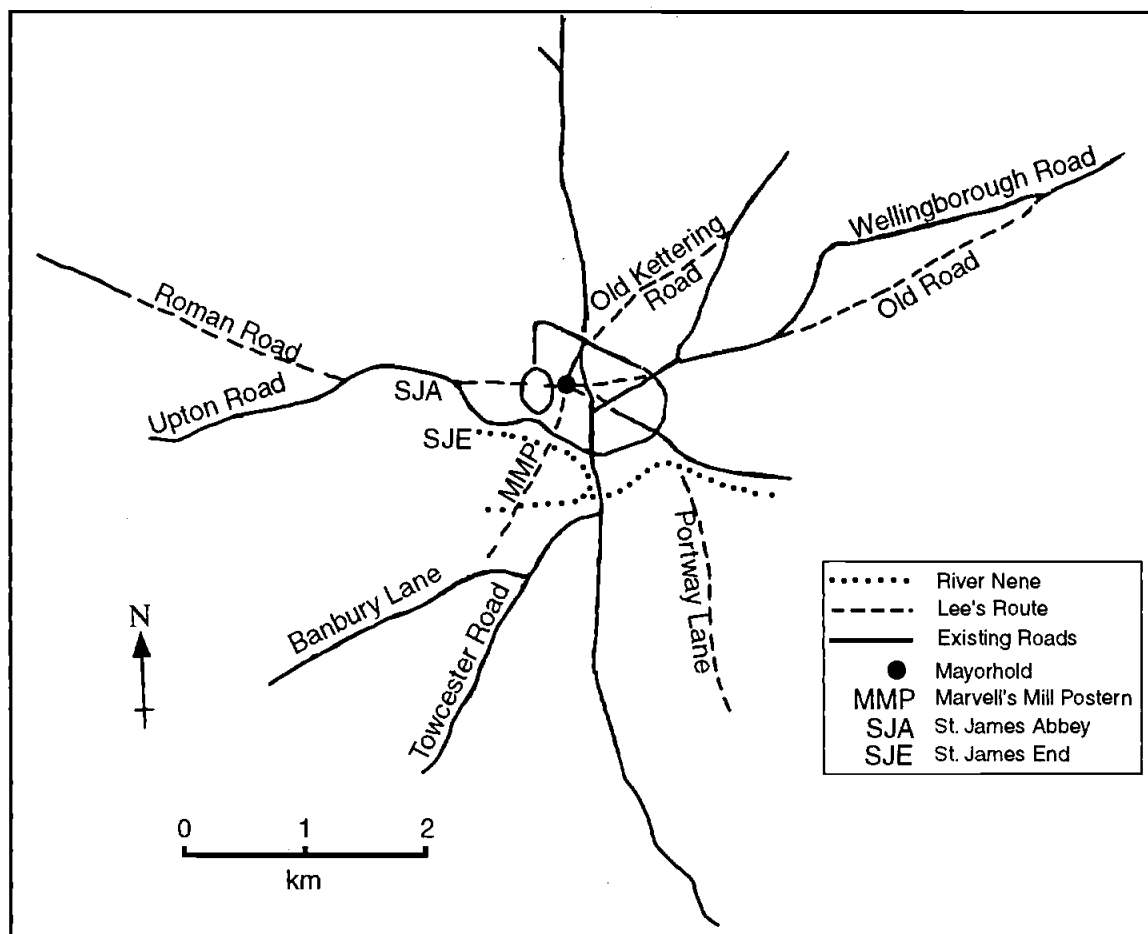 Wellingborough Road
Old Kettering
Road
Old Road
Roman Road
Upton Road
SJA
SJE
MMP
Portway Lane
Banbury Lane
Towcester Road
N
0 1 2
km
River Nene
Lee's Route
Existing Roads
Mayorhold
MMP Marvell's Mill Postern
SJA St. James Abbey
SJE St. James End